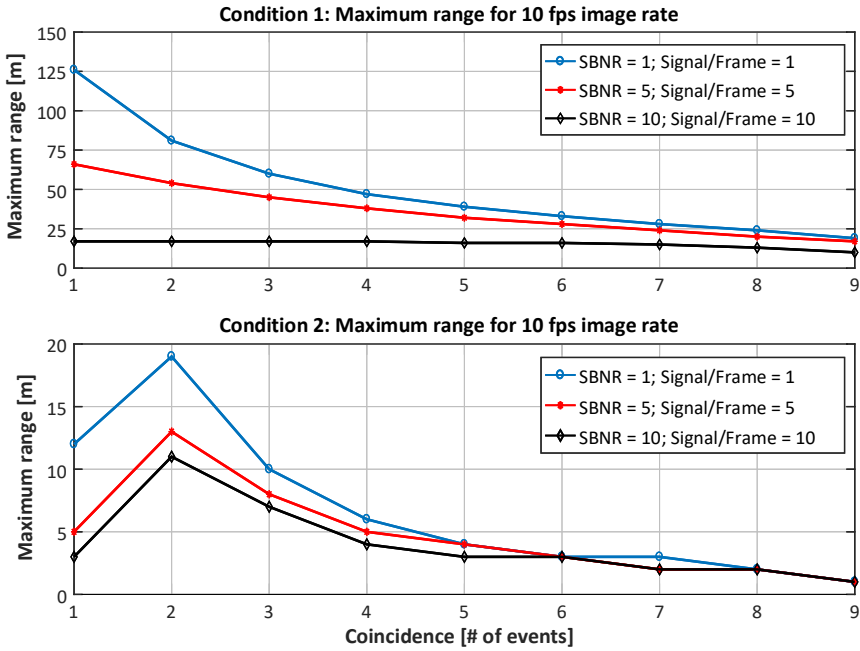 Condition 1: Maximum range for 10 fps image rate
Maximum range [m]
150
125
100
75
50
25
0
SBNR = 1; Signal/Frame = 1
SBNR = 5; Signal/Frame = 5
SBNR = 10; Signal/Frame = 10
1 2 3 4 5 6 7 8 9
Condition 2: Maximum range for 10 fps image rate
Maximum range [m]
20
15
10
5
0
SBNR = 1; Signal/Frame = 1
SBNR = 5; Signal/Frame = 5
SBNR = 10; Signal/Frame = 10
1 2 3 4 5 6 7 8 9
Coincidence [# of events]